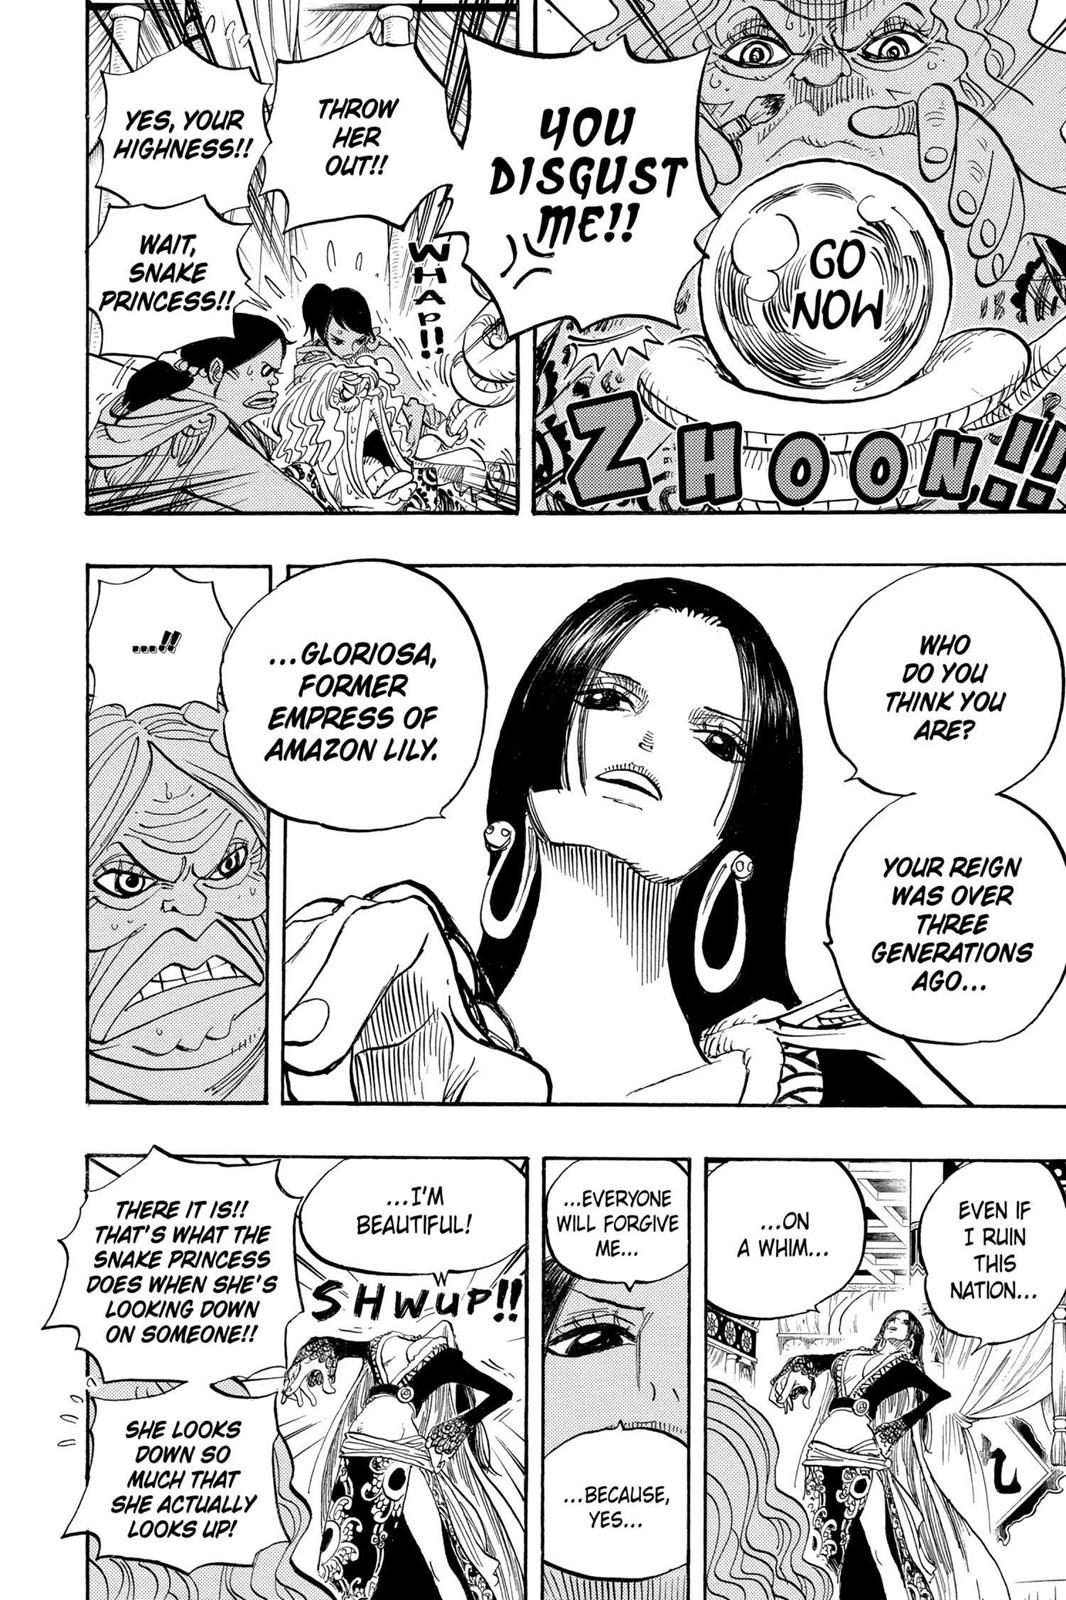 GO
NOW
YOU
DISGUST
ME!!
ZHOON!!
THROW
HER
OUT!!
YES, YOUR
HIGHNESS!!
WAIT,
SNAKE
PRINCESS!!
WHAP!!
WHO
DO YOU
THINK YOU
ARE?
YOUR REIGN
WAS OVER
THREE
GENERATIONS
AGO...
...GLORIOSA,
FORMER
EMPRESS OF
AMAZON LILY.
...!!
EVEN IF
I RUIN
THIS
NATION...
...ON
A WHIM...
...EVERYONE
WILL FORGIVE
ME...
...BECAUSE,
YES...
...I'M
BEAUTIFUL!
SHWUP!!
THERE IT IS!!
THAT'S WHAT THE
SNAKE PRINCESS
DOES WHEN SHE'S
LOOKING DOWN
ON SOMEONE!!
SHE LOOKS
DOWN SO
MUCH THAT
SHE ACTUALLY
LOOKS UP!